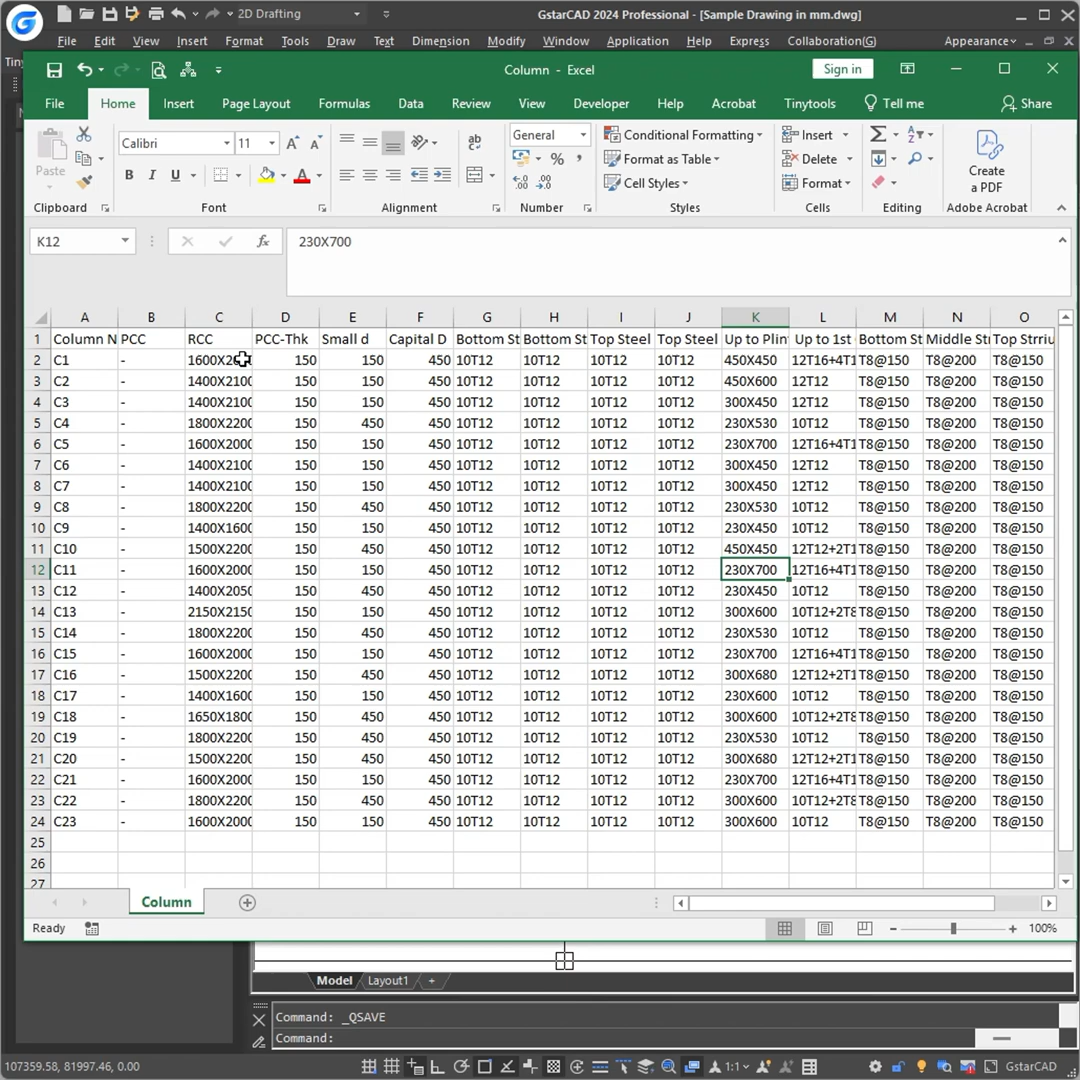 2D Drafting GstarCAD 2024 Professional - [Sample Drawing in mm.dwg]
File Edit View Insert Format Tools Draw Text Dimension Modify Window Application Help Express Collaboration(G) Appearance
Column - Excel Sign in
File Home Insert Page Layout Formulas Data Review View Developer Help Acrobat Tinytools Tell me Share
Paste Calibri 11 General Conditional Formatting Insert
Format as Table Delete Create
B I U Cell Styles Format a PDF
Clipboard Font Alignment Number Styles Cells Editing Adobe Acrobat
K12 fx 230X700
A B C D E F G H I J K L M N O
1 Column N PCC RCC PCC-Thk Small d Capital D Bottom St Bottom St Top Steel Top Steel Up to Plin Up to 1st Bottom St Middle Str Top Strriu
2 C1 - 150 150 450 10T12 10T12 10T12 10T12 450X450 12T16+4T1 T8@150 T8@200 T8@150
3 C2 - 1400X2100 150 150 450 10T12 10T12 10T12 10T12 450X600 12T12 T8@150 T8@200 T8@150
4 C3 - 1400X2100 150 150 450 10T12 10T12 10T12 10T12 300X450 12T12 T8@150 T8@200 T8@150
5 C4 - 1800X2200 150 450 450 10T12 10T12 10T12 10T12 230X530 10T12 T8@150 T8@200 T8@150
6 C5 - 1600X2000 150 150 450 10T12 10T12 10T12 10T12 230X700 12T16+4T1 T8@150 T8@200 T8@150
7 C6 - 1400X2100 150 150 450 10T12 10T12 10T12 10T12 300X450 12T12 T8@150 T8@200 T8@150
8 C7 - 1400X2100 150 150 450 10T12 10T12 10T12 10T12 300X450 12T12 T8@150 T8@200 T8@150
9 C8 - 1800X2200 150 450 450 10T12 10T12 10T12 10T12 230X530 10T12 T8@150 T8@200 T8@150
10 C9 - 1400X1600 150 150 450 10T12 10T12 10T12 10T12 230X450 10T12 T8@150 T8@200 T8@150
11 C10 - 1500X2200 150 450 450 10T12 10T12 10T12 10T12 450X450 12T12+2T1 T8@150 T8@200 T8@150
12 C11 - 1600X2000 150 150 450 10T12 10T12 10T12 10T12 230X700 12T16+4T1 T8@150 T8@200 T8@150
13 C12 - 1400X2050 150 450 450 10T12 10T12 10T12 10T12 230X450 10T12 T8@150 T8@200 T8@150
14 C13 - 2150X2150 150 150 450 10T12 10T12 10T12 10T12 300X600 10T12+2T8 T8@150 T8@200 T8@150
15 C14 - 1800X2200 150 450 450 10T12 10T12 10T12 10T12 230X530 10T12 T8@150 T8@200 T8@150
16 C15 - 1600X2000 150 150 450 10T12 10T12 10T12 10T12 230X700 12T16+4T1 T8@150 T8@200 T8@150
17 C16 - 1500X2200 150 450 450 10T12 10T12 10T12 10T12 300X680 12T12+2T1 T8@150 T8@200 T8@150
18 C17 - 1400X1600 150 150 450 10T12 10T12 10T12 10T12 230X600 10T12 T8@150 T8@200 T8@150
19 C18 - 1650X1800 150 450 450 10T12 10T12 10T12 10T12 300X600 10T12+2T8 T8@150 T8@200 T8@150
20 C19 - 1800X2200 150 450 450 10T12 10T12 10T12 10T12 230X530 10T12 T8@150 T8@200 T8@150
21 C20 - 1500X2200 150 450 450 10T12 10T12 10T12 10T12 300X680 12T12+2T1 T8@150 T8@200 T8@150
22 C21 - 1600X2000 150 150 450 10T12 10T12 10T12 10T12 230X700 12T16+4T1 T8@150 T8@200 T8@150
23 C22 - 1800X2200 150 450 450 10T12 10T12 10T12 10T12 300X600 10T12+2T8 T8@150 T8@200 T8@150
24 C23 - 1600X2000 150 150 450 10T12 10T12 10T12 10T12 300X600 10T12 T8@150 T8@200 T8@150
25
26
27
Column
Ready 100%
Model Layout1 +
Command: _QSAVE
Command:
107359.58, 81997.46, 0.00 1:1 GstarCAD